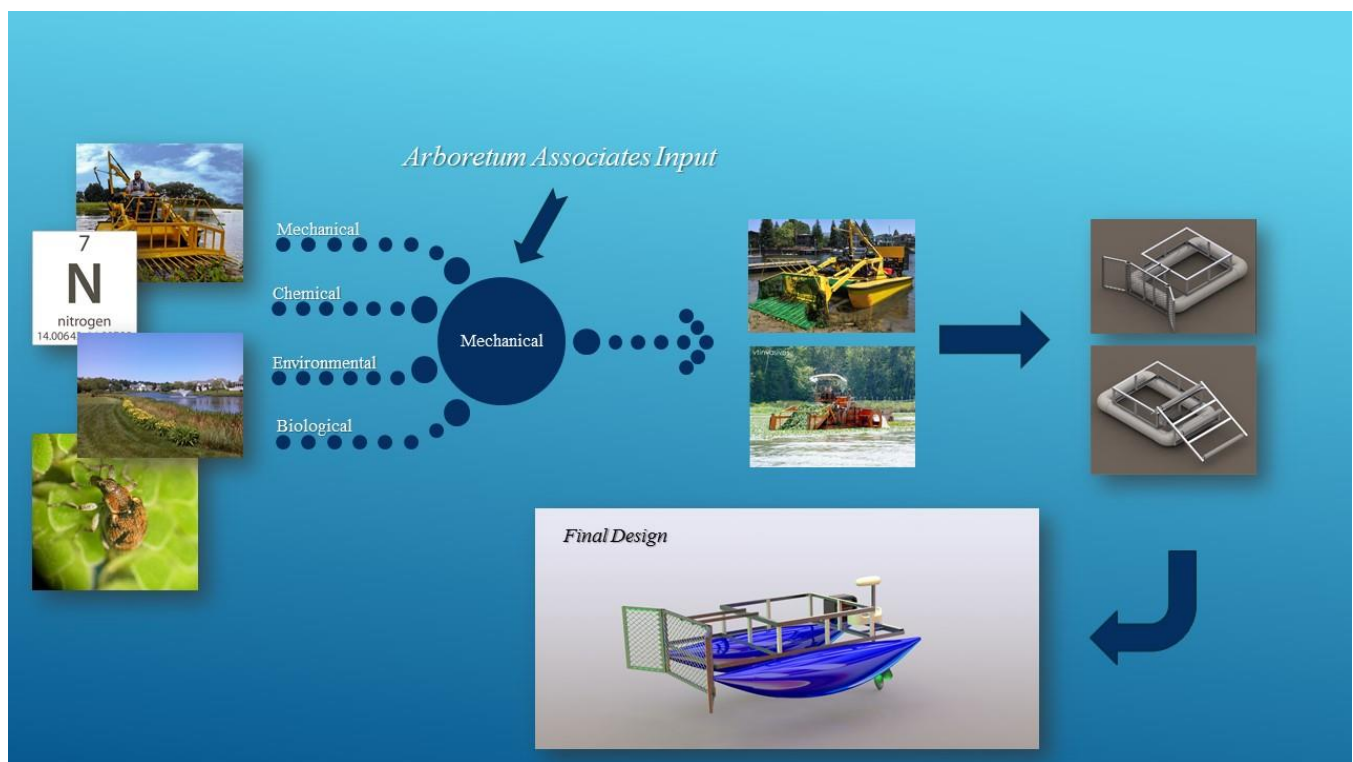 Arboretum Associates Input
Mechanical
7
N
nitrogen
Chemical
Mechanical
Environmental
Biological
Final Design